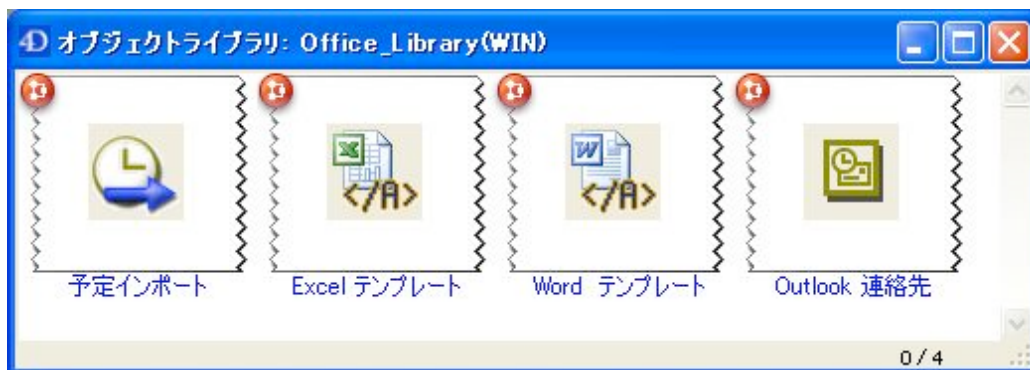 4D オブジェクトライブラリ: Office_Library(WIN)
</A>
</A>
予定インポート
Excel テンプレート
Word テンプレート
Outlook 連絡先
0/4